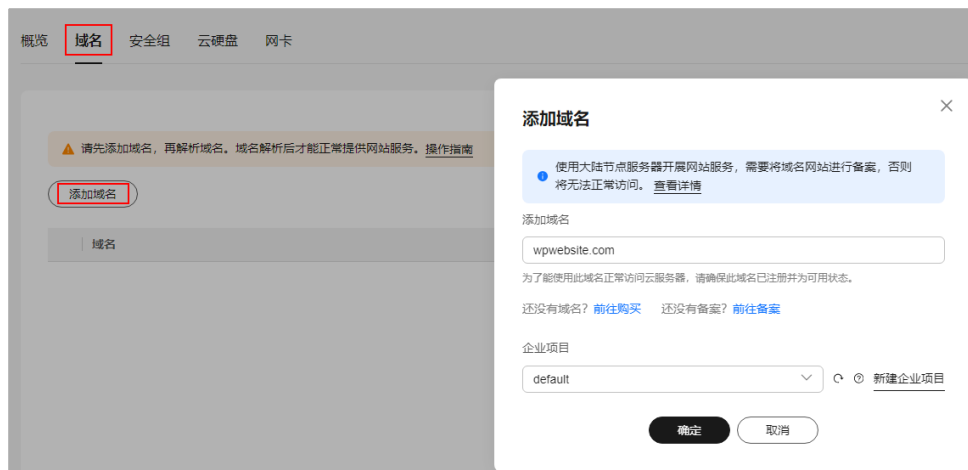 概览 域名 安全组 云硬盘 网卡
请先添加域名，再解析域名。域名解析后才能正常提供网站服务。操作指南
添加域名
域名
添加域名
使用大陆节点服务器开展网站服务，需要将域名网站进行备案，否则
将无法正常访问。 查看详情
添加域名
wpwebsite.com
为了能使用此域名正常访问云服务器，请确保此域名已注册并为可用状态。
还没有域名？前往购买 还没有备案？前往备案
企业项目
default 新建企业项目
确定 取消